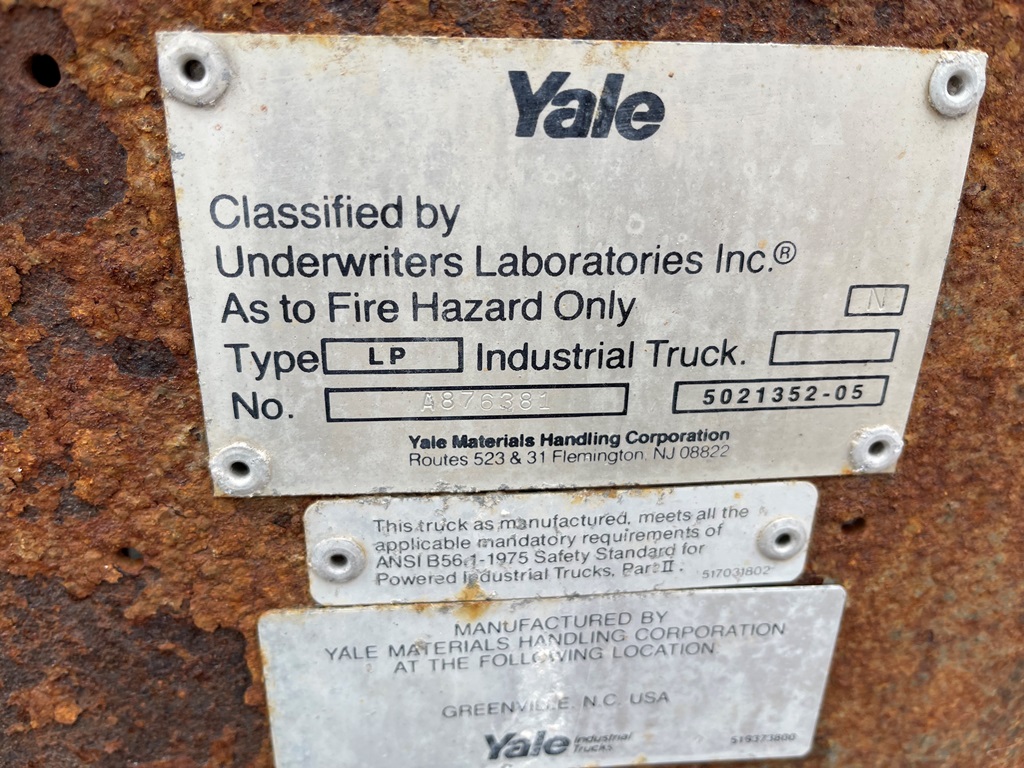 Yale
Classified by
Underwriters Laboratories Inc.®
As to Fire Hazard Only N
Type LP Industrial Truck.
No. A876381 5021352-05
Yale Materials Handling Corporation
Routes 523 & 31 Flemington, NJ 08822
This truck as manufactured, meets all the
applicable mandatory requirements of
ANSI B56.1-1975 Safety Standard for
Powered Industrial Trucks, Part II.
517031802
MANUFACTURED BY
YALE MATERIALS HANDLING CORPORATION
AT THE FOLLOWING LOCATION
GREENVILLE, N.C. USA
Yale Industrial
Trucks
519373800